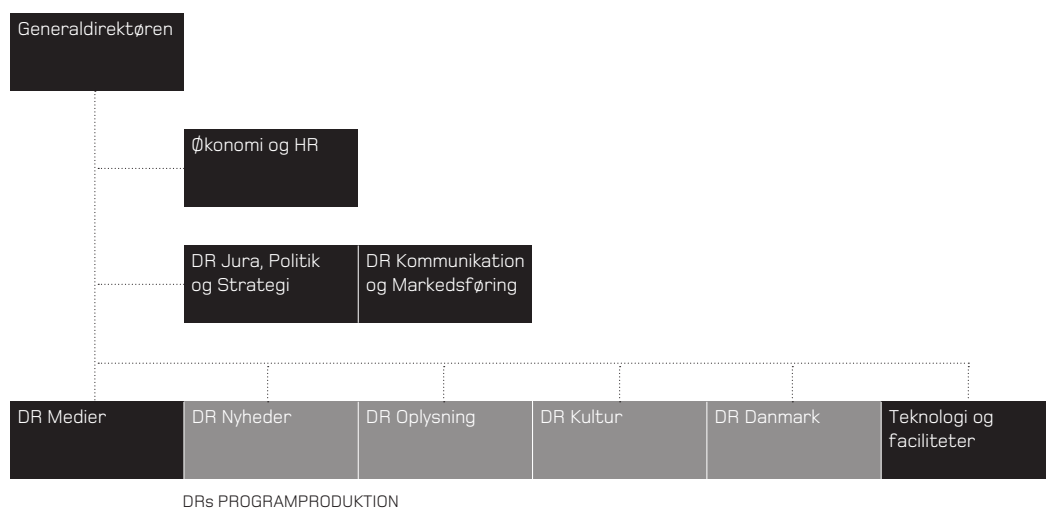 Generaldirektøren
Økonomi og HR
DR Jura, Politik
og Strategi
DR Kommunikation
og Markedsføring
DR Medier
DR Nyheder
DR Oplysning
DR Kultur
DR Danmark
Teknologi og
faciliteter
DRs PROGRAMPRODUKTION